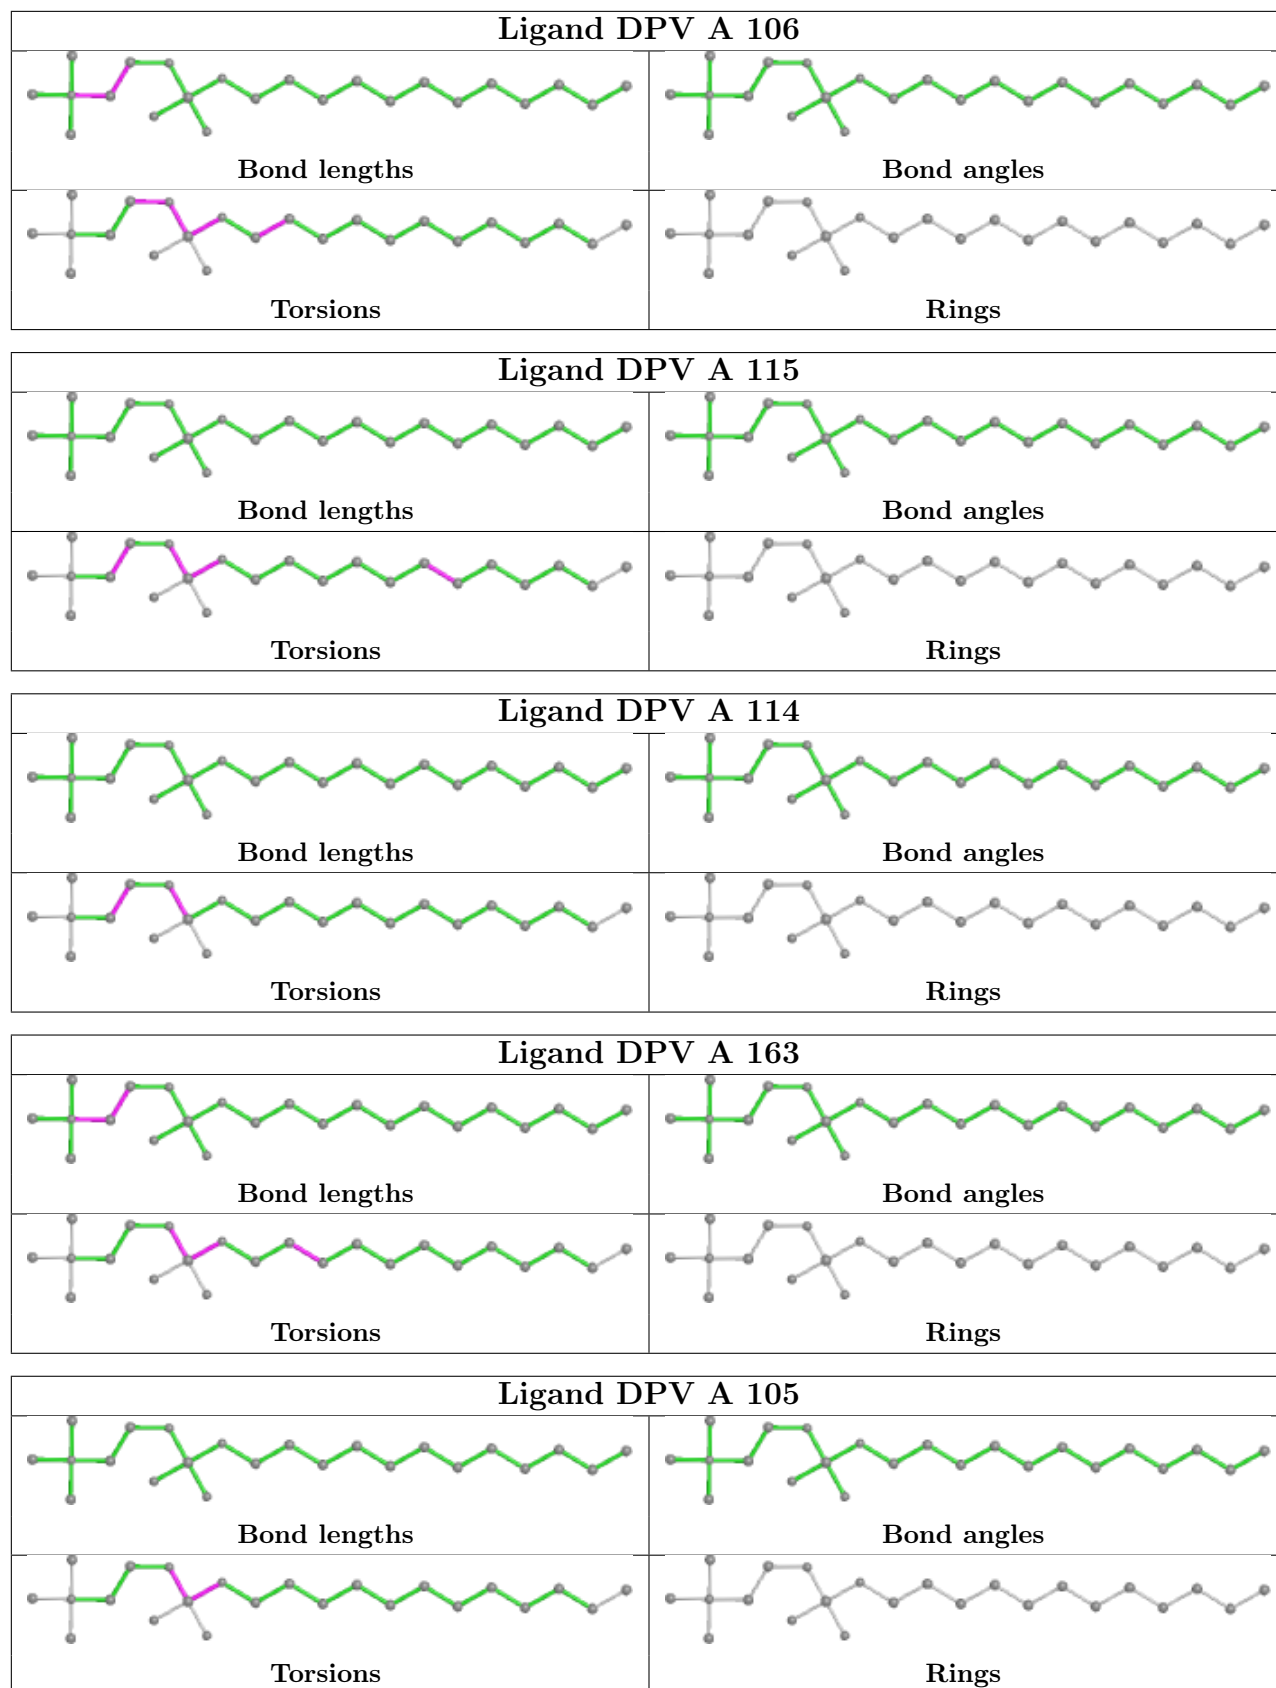 Ligand DPV A 106
Bond lengths
Bond angles
Torsions
Rings
Ligand DPV A 115
Bond lengths
Bond angles
Torsions
Rings
Ligand DPV A 114
Bond lengths
Bond angles
Torsions
Rings
Ligand DPV A 163
Bond lengths
Bond angles
Torsions
Rings
Ligand DPV A 105
Bond lengths
Bond angles
Torsions
Rings